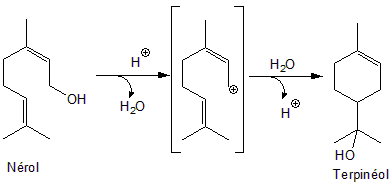 H⊕
H₂O
OH
H₂O
⊕
H⊕
HO
Nérol
Terpinéol